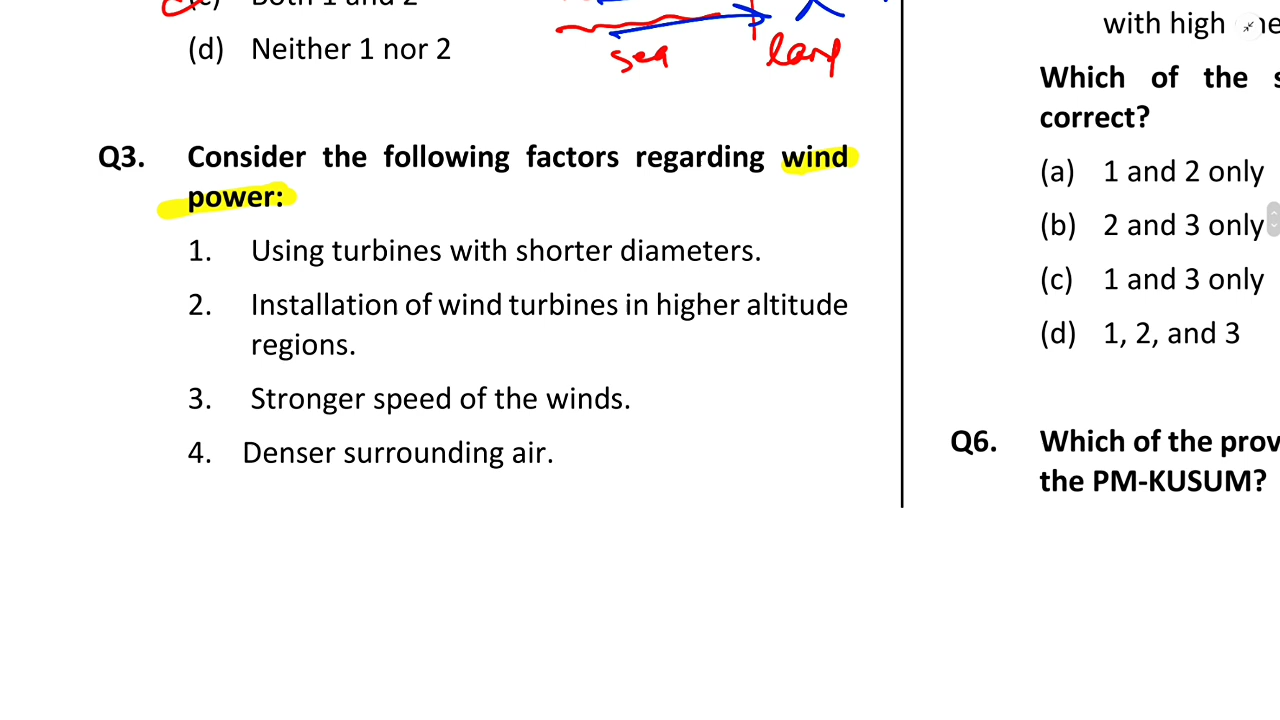 (d) Neither 1 nor 2
sea
Q3. Consider the following factors regarding wind
power:
1. Using turbines with shorter diameters.
2. Installation of wind turbines in higher altitude
regions.
3. Stronger speed of the winds.
4. Denser surrounding air.
with high
Which of the
correct?
(a) 1 and 2 only
(b) 2 and 3 only
(c) 1 and 3 only
(d) 1, 2, and 3
Q6. Which of the prov
the PM-KUSUM?